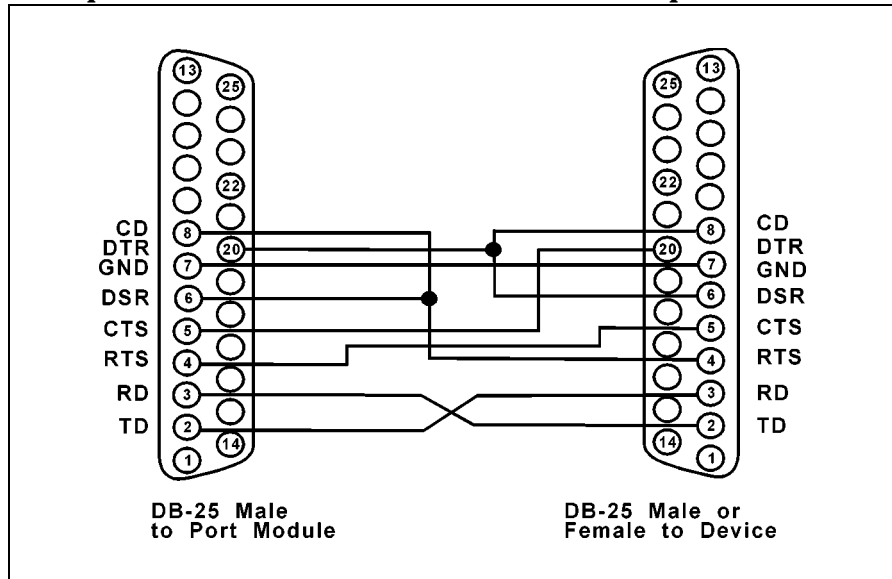 13
25
22
CD 8
DTR 20
GND 7
DSR 6
CTS 5
RTS 4
RD 3
TD 2
14
1
DB-25 Male
to Port Module
13
25
22
8 CD
20 DTR
7 GND
6 DSR
5 CTS
4 RTS
3 RD
2 TD
14
1
DB-25 Male or
Female to Device